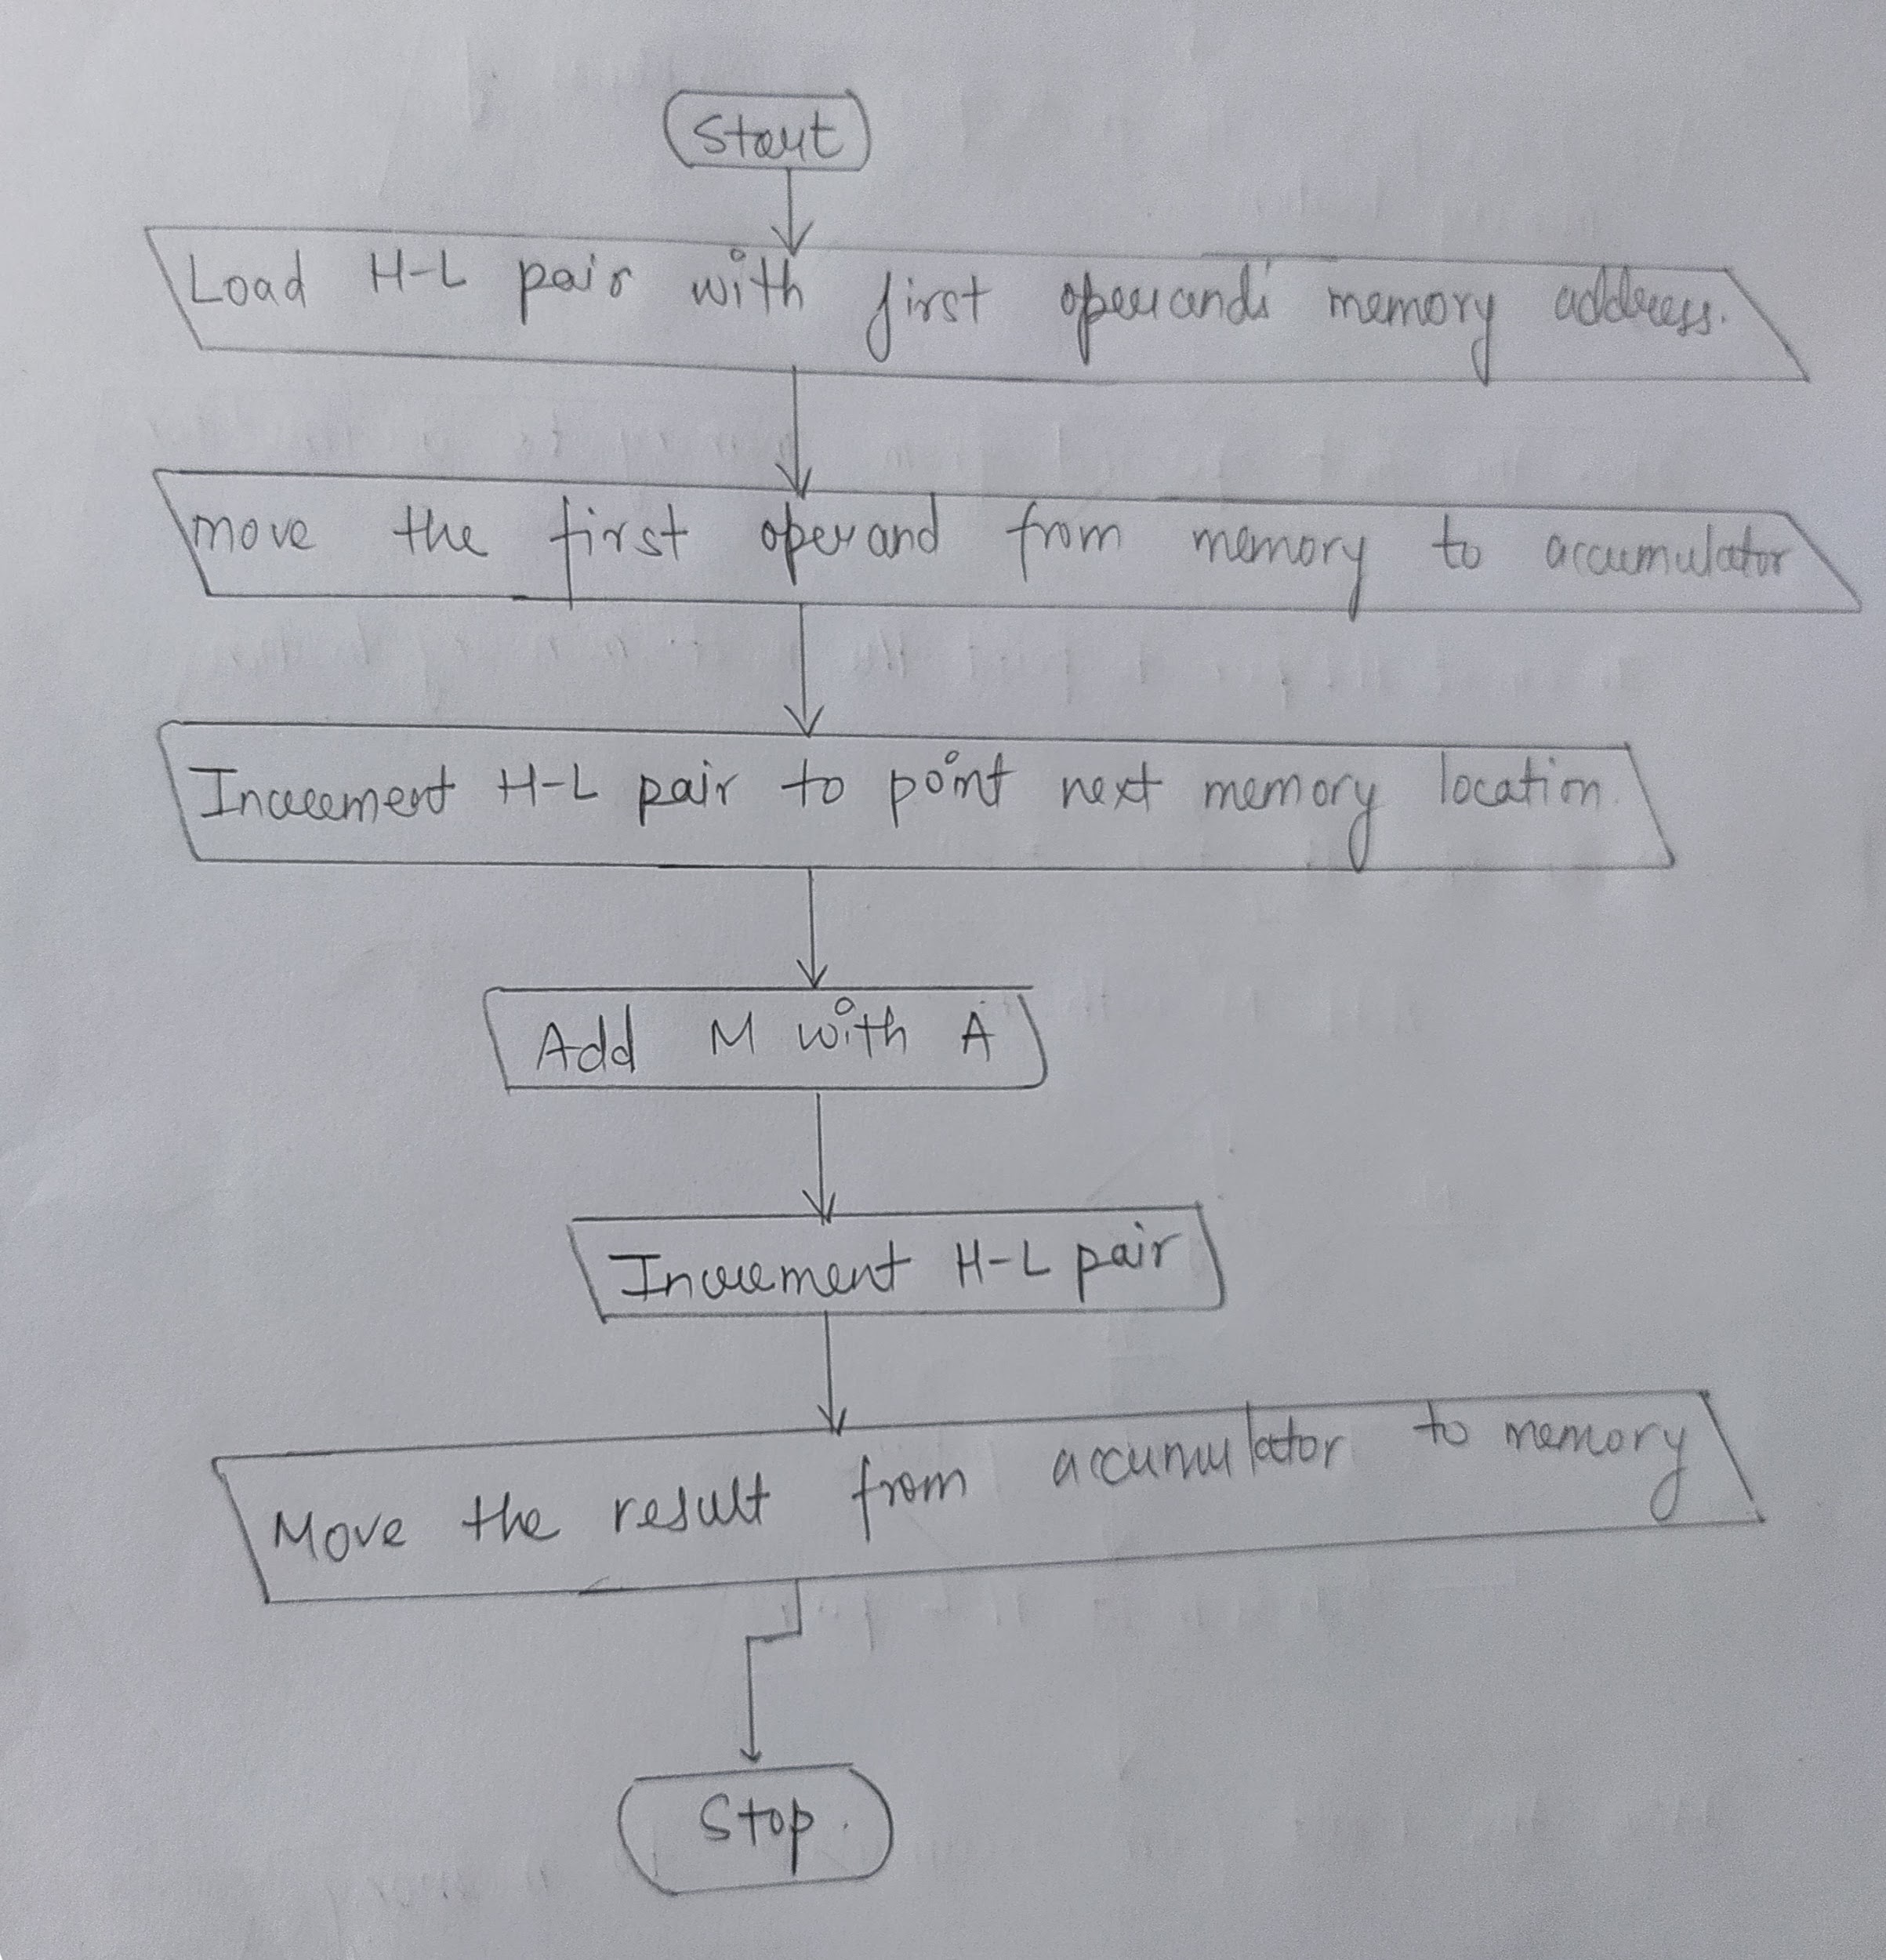 Start
Load H-L pair with first operand's memory address.
move the first operand from memory to accumulator
Increment H-L pair to point next memory location.
Add M with A
Increment H-L pair
Move the result from accumulator to memory
Stop.